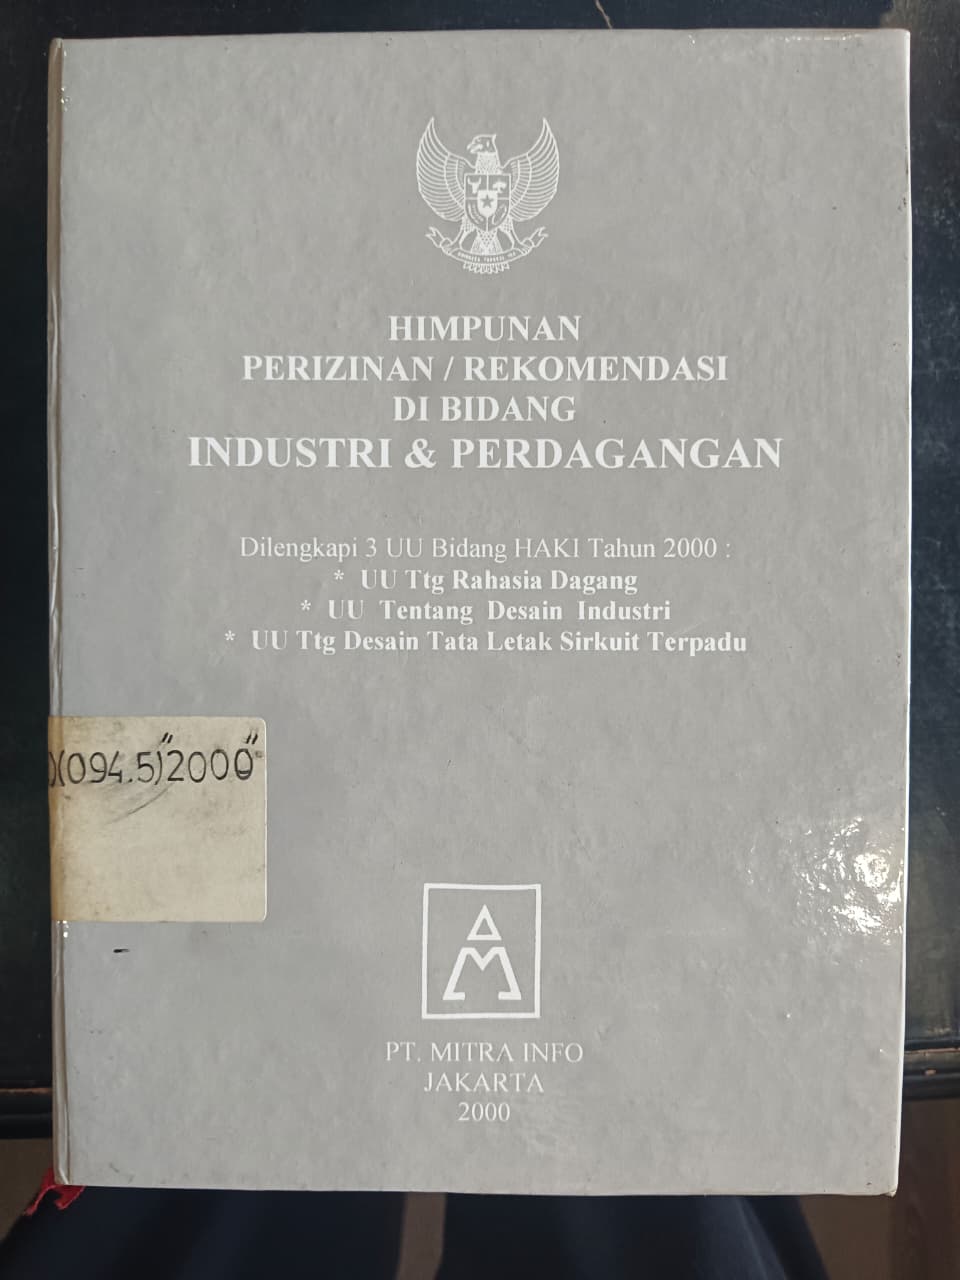 HIMPUNAN
PERIZINAN / REKOMENDASI
DI BIDANG
INDUSTRI & PERDAGANGAN
Dilengkapi 3 UU Bidang HAKI Tahun 2000 :
* UU Ttg Rahasia Dagang
* UU Tentang Desain Industri
* UU Ttg Desain Tata Letak Sirkuit Terpadu
)(094.5)"2000"
PT. MITRA INFO
JAKARTA
2000